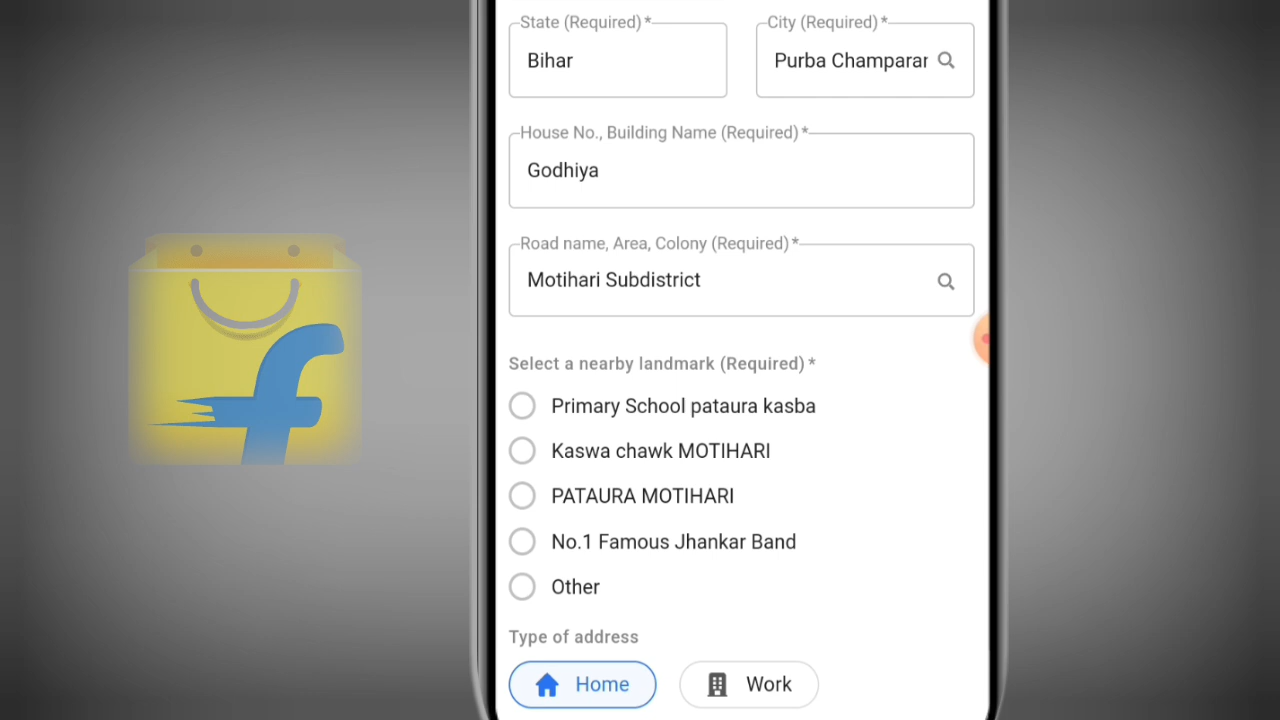 State (Required) *
City (Required) *
Bihar
Purba Champarar
House No., Building Name (Required) *
Godhiya
Road name, Area, Colony (Required) *
Motihari Subdistrict
Select a nearby landmark (Required) *
Primary School pataura kasba
Kaswa chawk MOTIHARI
PATAURA MOTIHARI
No.1 Famous Jhankar Band
Other
Type of address
Home
Work
f